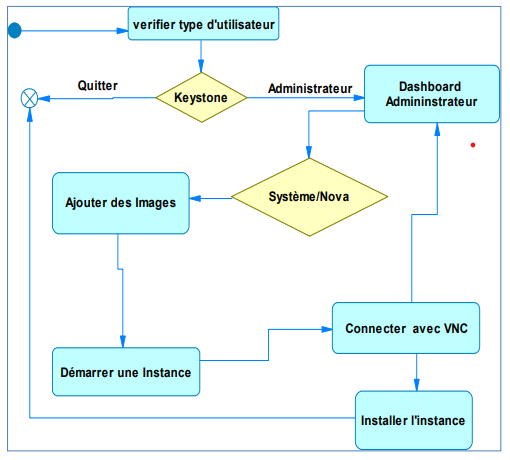 verifier type d'utilisateur
Quitter
Keystone
Administrateur
Dashboard
Admininstrateur
Ajouter des Images
Système/Nova
Démarrer une Instance
Connecter avec VNC
Installer l'instance